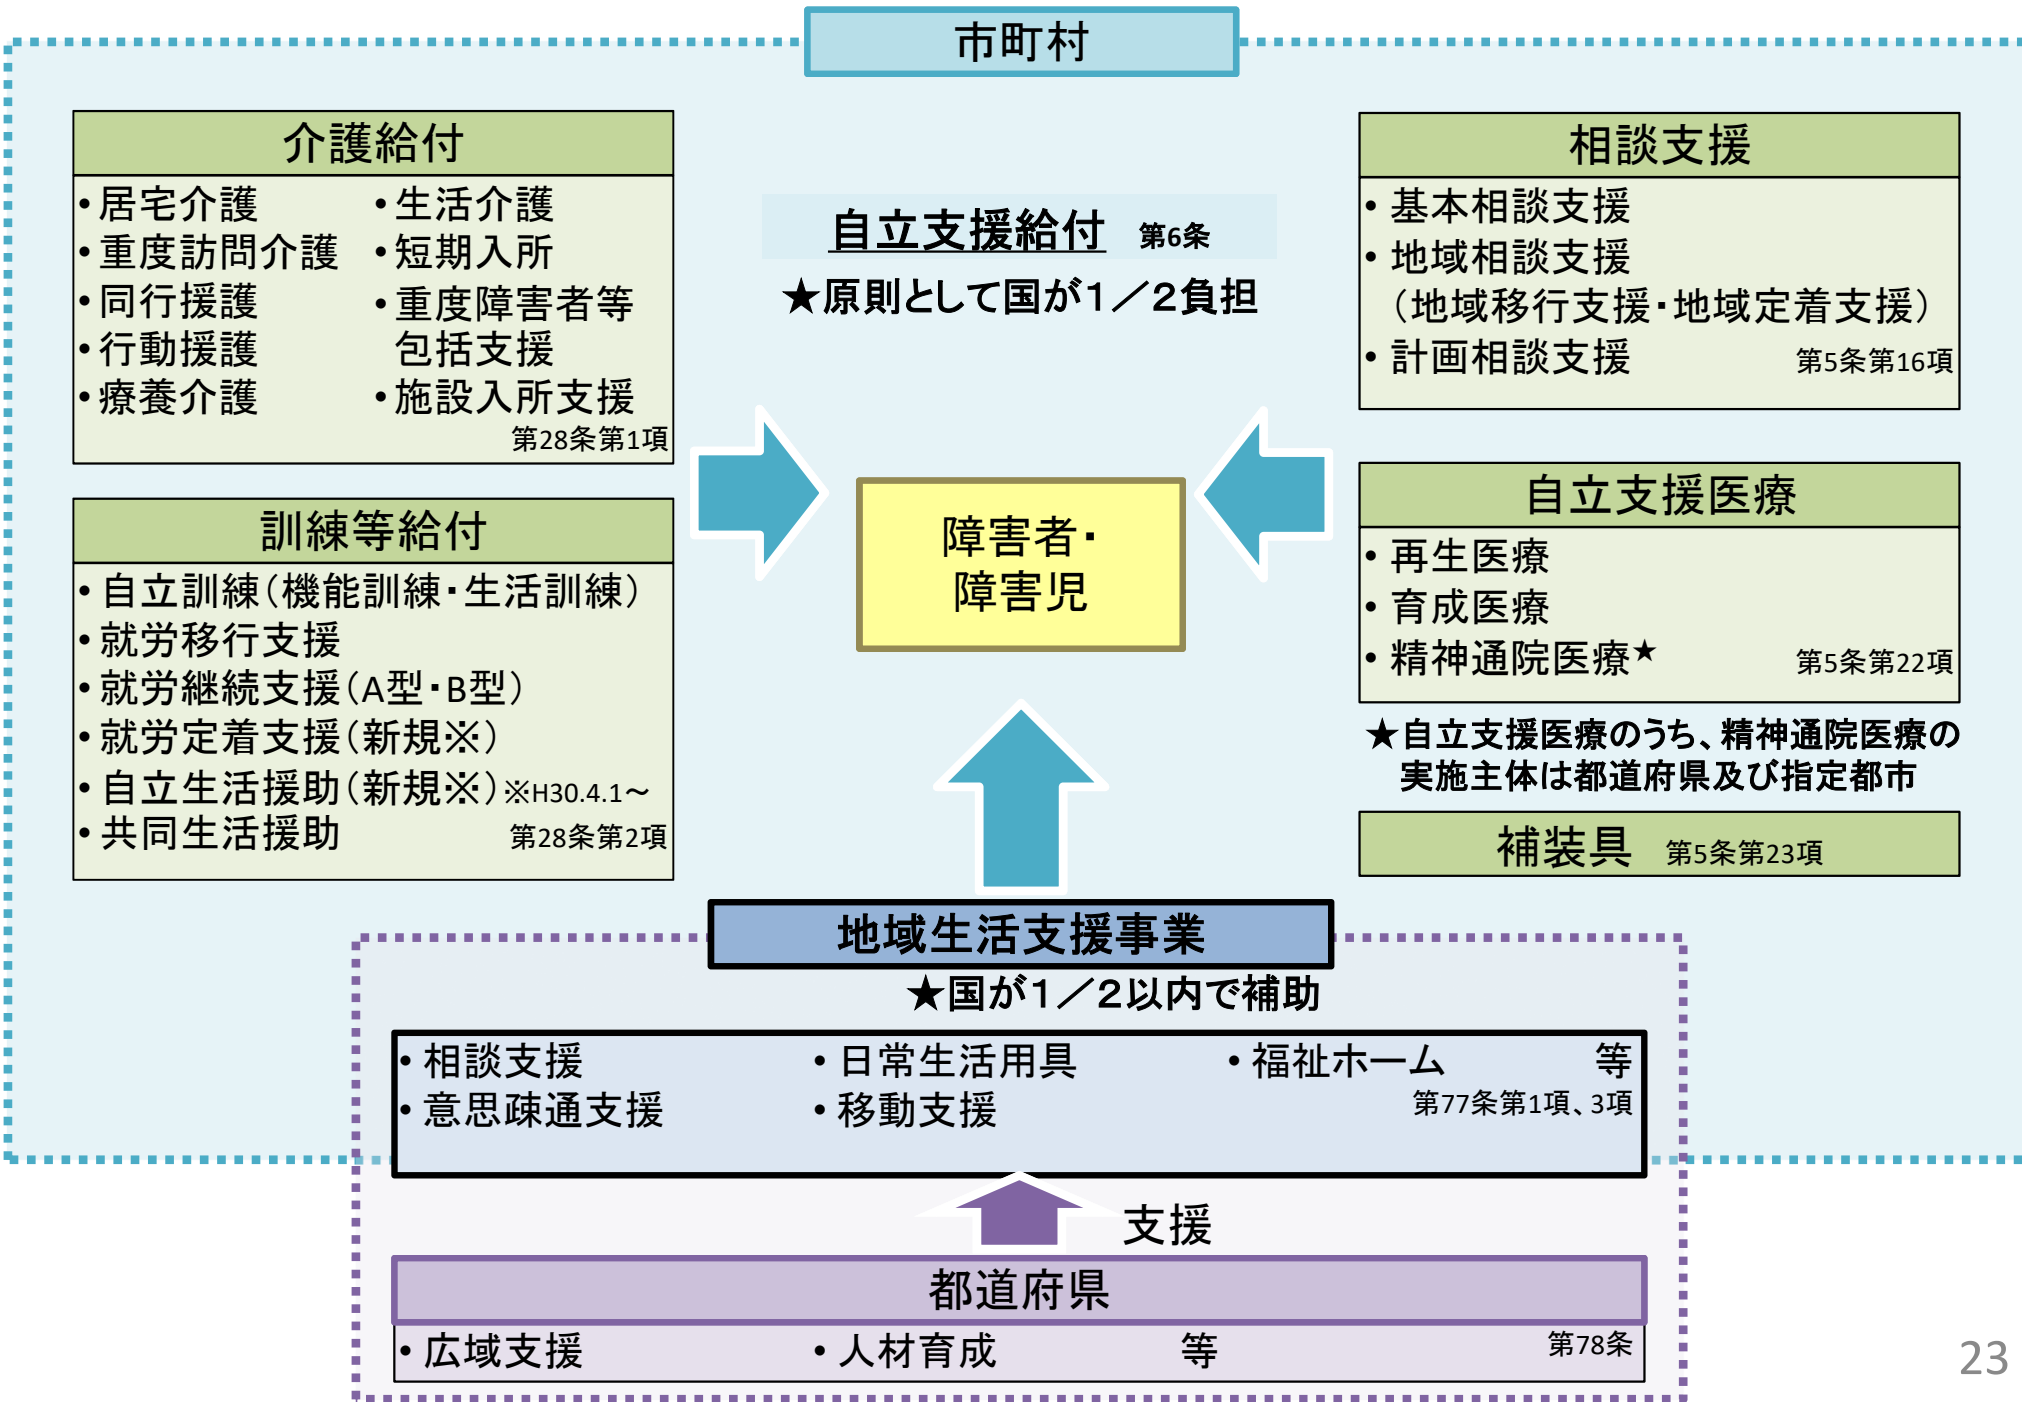 市町村
介護給付
・居宅介護
・重度訪問介護
・同行援護
・行動援護
・療養介護
・生活介護
・短期入所
・重度障害者等
包括支援
・施設入所支援
第28条第1項
訓練等給付
・自立訓練(機能訓練・生活訓練)
・就労移行支援
・就労継続支援(A型・B型)
・就労定着支援(新規※)
・自立生活援助(新規※)※H30.4.1～
・共同生活援助 第28条第2項
自立支援給付 第6条
★原則として国が1／2負担
障害者・
障害児
相談支援
・基本相談支援
・地域相談支援
(地域移行支援・地域定着支援)
・計画相談支援 第5条第16項
自立支援医療
・再生医療
・育成医療
・精神通院医療★ 第5条第22項
★自立支援医療のうち、精神通院医療の
実施主体は都道府県及び指定都市
補装具 第5条第23項
地域生活支援事業
★国が1／2以内で補助
・相談支援 ・日常生活用具 ・福祉ホーム 等
・意思疎通支援 ・移動支援 第77条第1項、3項
支援
都道府県
・広域支援 ・人材育成 等 第78条
23